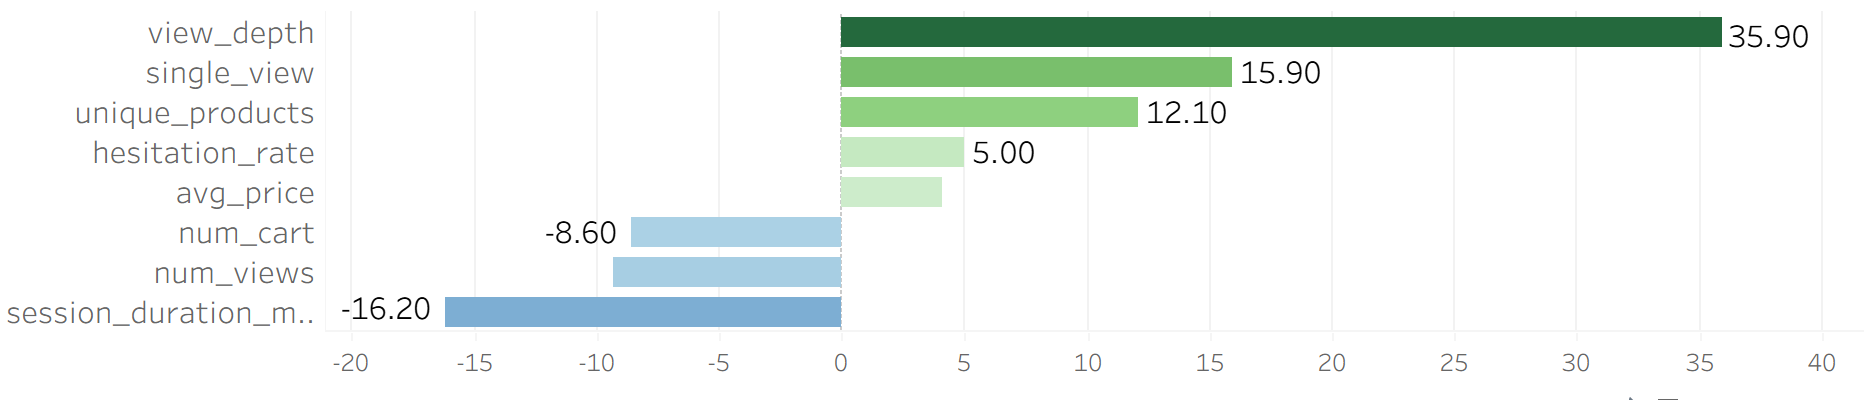 view_depth 35.90
single_view 15.90
unique_products 12.10
hesitation_rate 5.00
avg_price
num_cart -8.60
num_views
session_duration_m.. -16.20
-20 -15 -10 -5 0 5 10 15 20 25 30 35 40